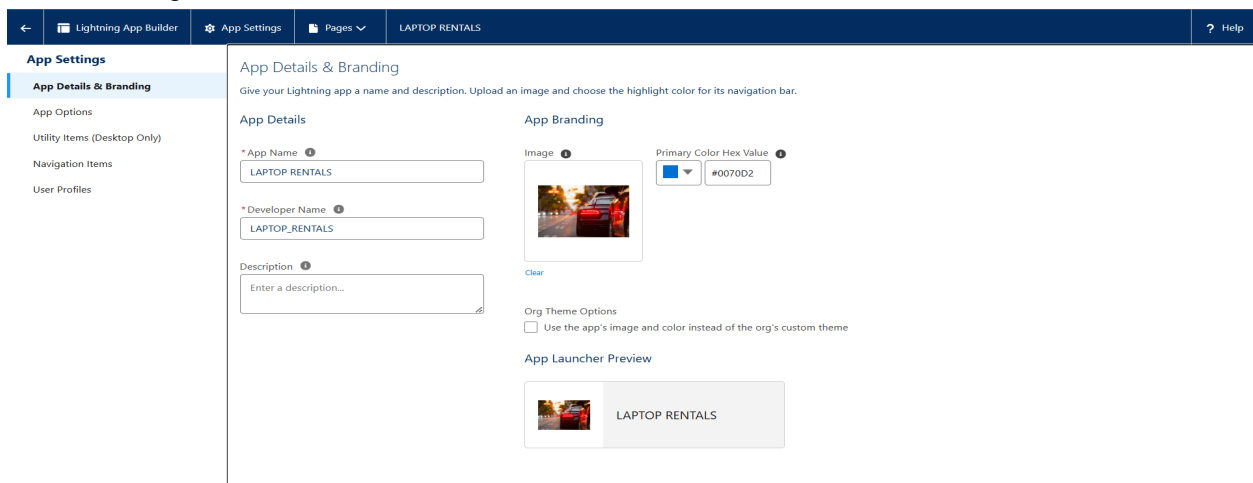 Lightning App Builder App Settings Pages LAPTOP RENTALS ? Help
App Settings
App Details & Branding
App Options
Utility Items (Desktop Only)
Navigation Items
User Profiles
App Details & Branding
Give your Lightning app a name and description. Upload an image and choose the highlight color for its navigation bar.
App Details
*App Name
LAPTOP RENTALS
*Developer Name
LAPTOP_RENTALS
Description
Enter a description...
App Branding
Image
Primary Color Hex Value
#0070D2
Clear
Org Theme Options
Use the app's image and color instead of the org's custom theme
App Launcher Preview
LAPTOP RENTALS